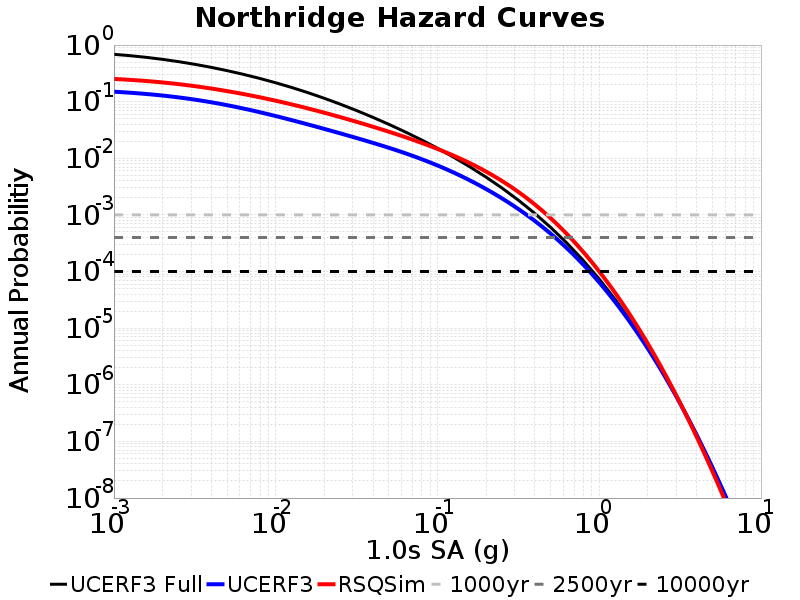 Northridge Hazard Curves
Annual Probabilitiy
10^0
10^-1
10^-2
10^-3
10^-4
10^-5
10^-6
10^-7
10^-8
10^-3 10^-2 10^-1 10^0 10^1
1.0s SA (g)
UCERF3 Full UCERF3 RSQSim 1000yr 2500yr 10000yr